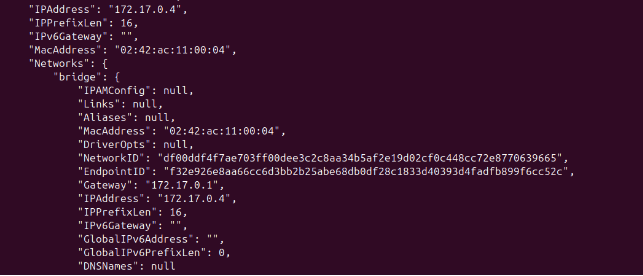 "IPAddress": "172.17.0.4",
"IPPrefixLen": 16,
"IPv6Gateway": "",
"MacAddress": "02:42:ac:11:00:04",
"Networks": {
"bridge": {
"IPAMConfig": null,
"Links": null,
"Aliases": null,
"MacAddress": "02:42:ac:11:00:04",
"DriverOpts": null,
"NetworkID": "df00ddf4f7ae703ff00dee3c2c8aa34b5af2e19d02cf0c448cc72e8770639665",
"EndpointID": "f32e926e8aa66cc6d3bb2b25abe68db0df28c1833d40393d4fadfb899f6cc52c",
"Gateway": "172.17.0.1",
"IPAddress": "172.17.0.4",
"IPPrefixLen": 16,
"IPv6Gateway": "",
"GlobalIPv6Address": "",
"GlobalIPv6PrefixLen": 0,
"DNSNames": null